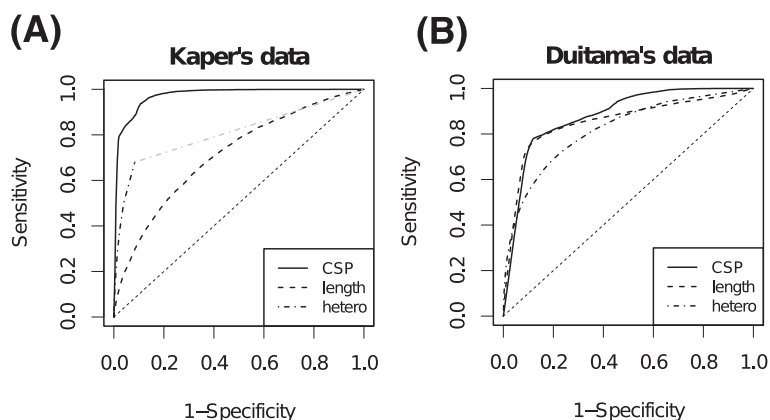 (A)
Kaper's data
Sensitivity
1.0
0.8
0.6
0.4
0.2
0.0
CSP
length
hetero
0.0 0.2 0.4 0.6 0.8 1.0
1–Specificity
(B)
Duitama's data
Sensitivity
1.0
0.8
0.6
0.4
0.2
0.0
CSP
length
hetero
0.0 0.2 0.4 0.6 0.8 1.0
1–Specificity